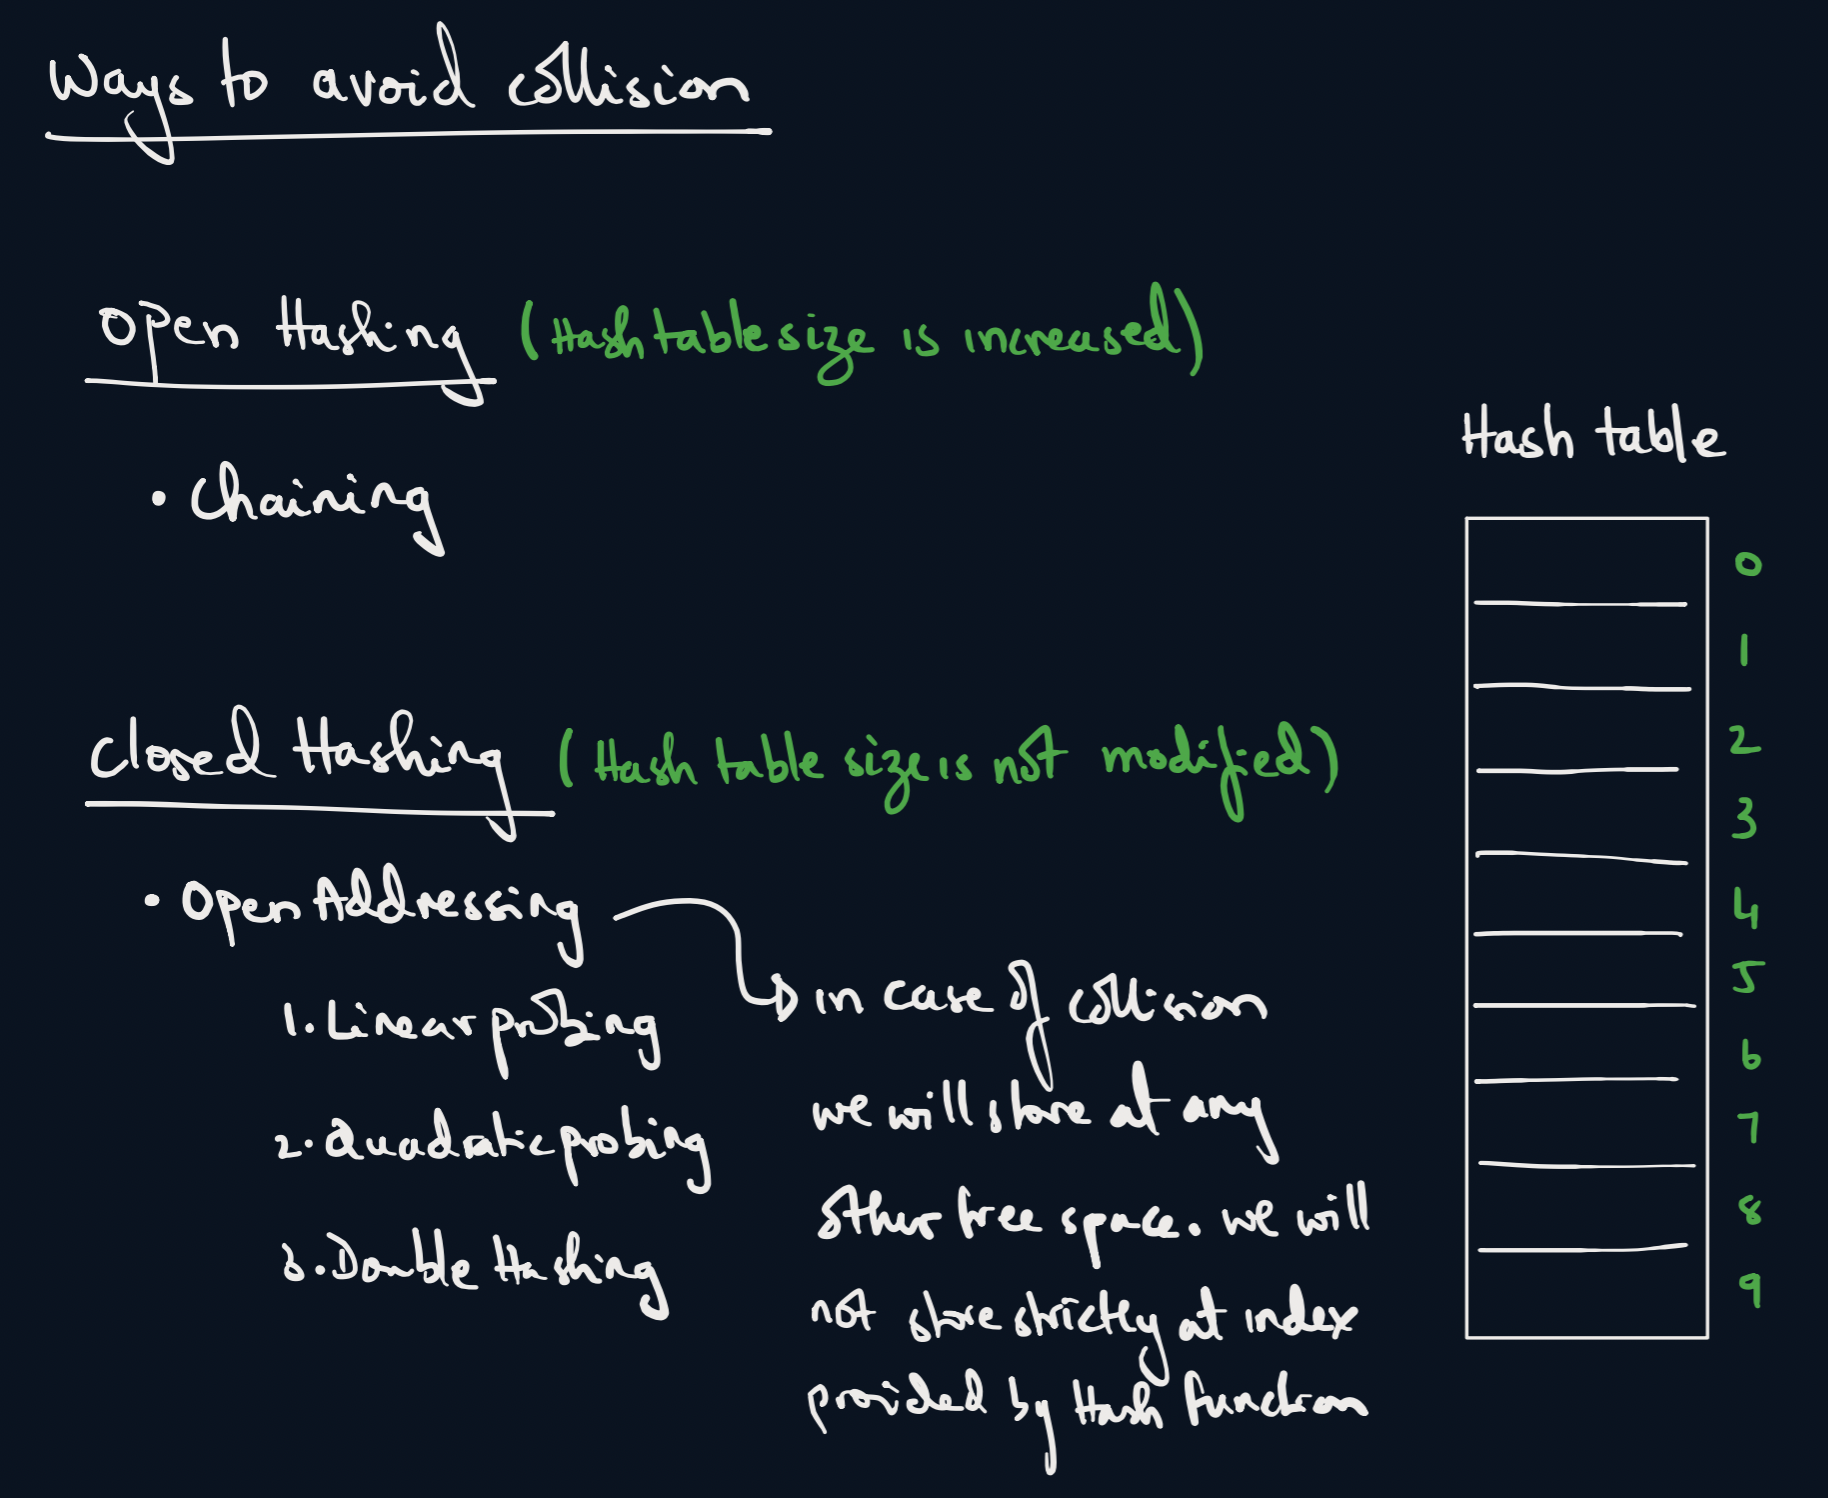 Ways to avoid collision
Open Hashing (Hash table size is increased)
• Chaining
Closed Hashing (Hash table size is not modified)
• Open Addressing
1. Linear probing
2. Quadratic probing
3. Double Hashing
in case of collision
we will store at any
other free space. we will
not store strictly at index
provided by Hash function
Hash table
0
1
2
3
4
5
6
7
8
9